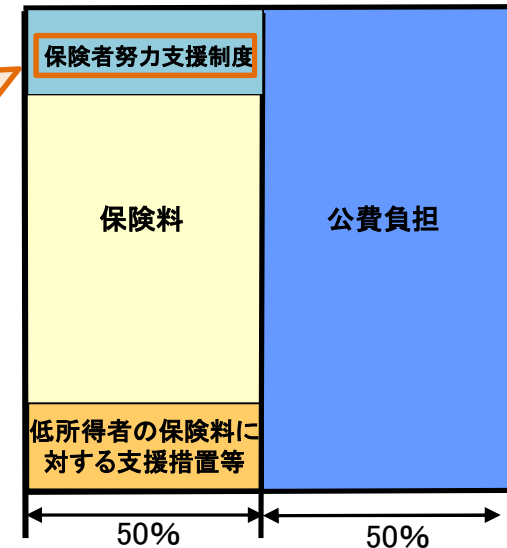 保険者努力支援制度
保険料
公費負担
低所得者の保険料に
対する支援措置等
50%
50%